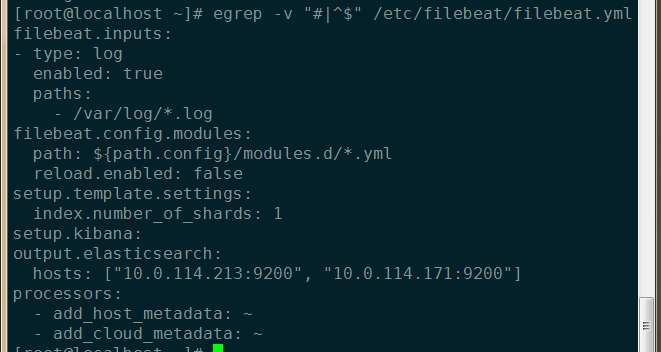 [root@localhost ~]# egrep -v "#|^$" /etc/filebeat/filebeat.yml
filebeat.inputs:
- type: log
  enabled: true
  paths:
    - /var/log/*.log
filebeat.config.modules:
  path: ${path.config}/modules.d/*.yml
  reload.enabled: false
setup.template.settings:
  index.number_of_shards: 1
setup.kibana:
output.elasticsearch:
  hosts: ["10.0.114.213:9200", "10.0.114.171:9200"]
processors:
  - add_host_metadata: ~
  - add_cloud_metadata: ~
[root@localhost ~]#